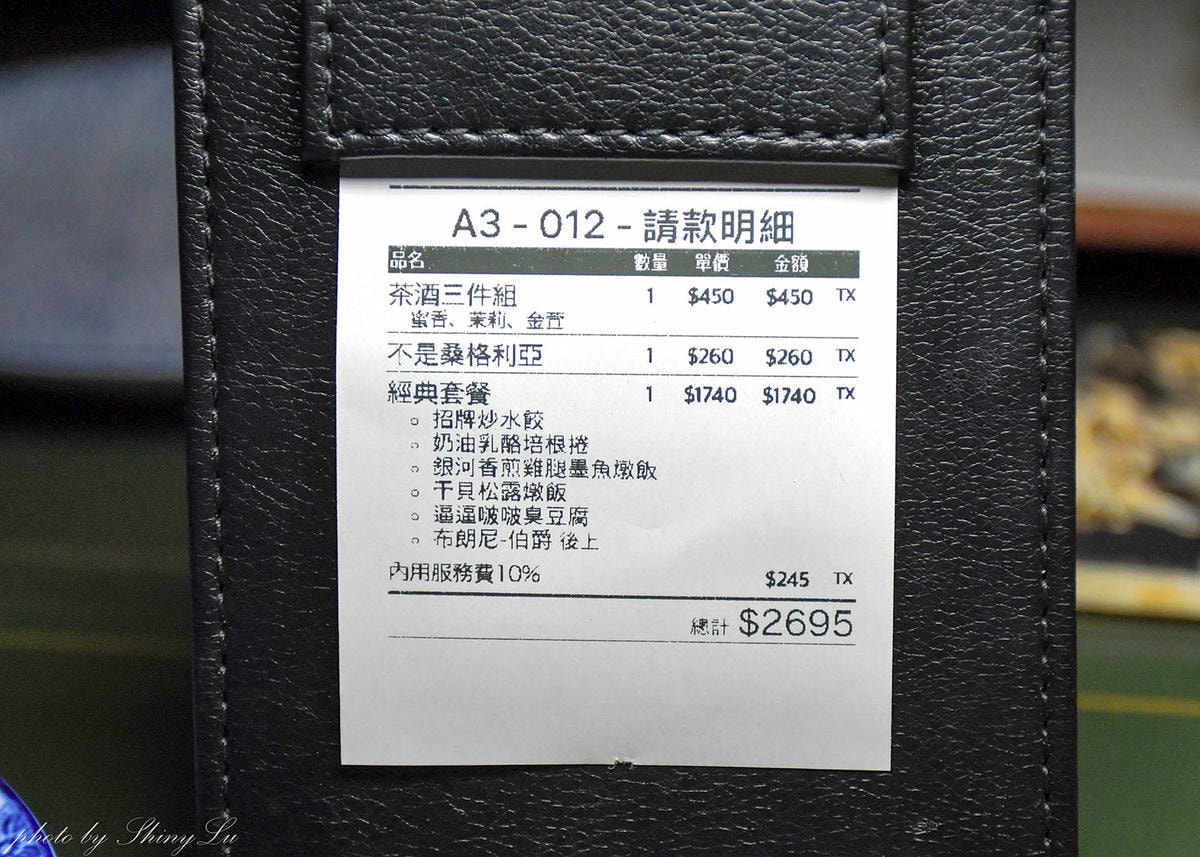 A3 - 012 - 請款明細
品名 數量 單價 金額
茶酒三件組 1 $450 $450 TX
蜜香、茉莉、金萱
不是桑格利亞 1 $260 $260 TX
經典套餐 1 $1740 $1740 TX
○ 招牌炒水餃
○ 奶油乳酪培根捲
○ 銀河香煎雞腿墨魚燉飯
○ 干貝松露燉飯
○ 逼逼啵啵臭豆腐
○ 布朗尼-伯爵 後上
內用服務費10% $245 TX
總計 $2695
photo by ShinyLu